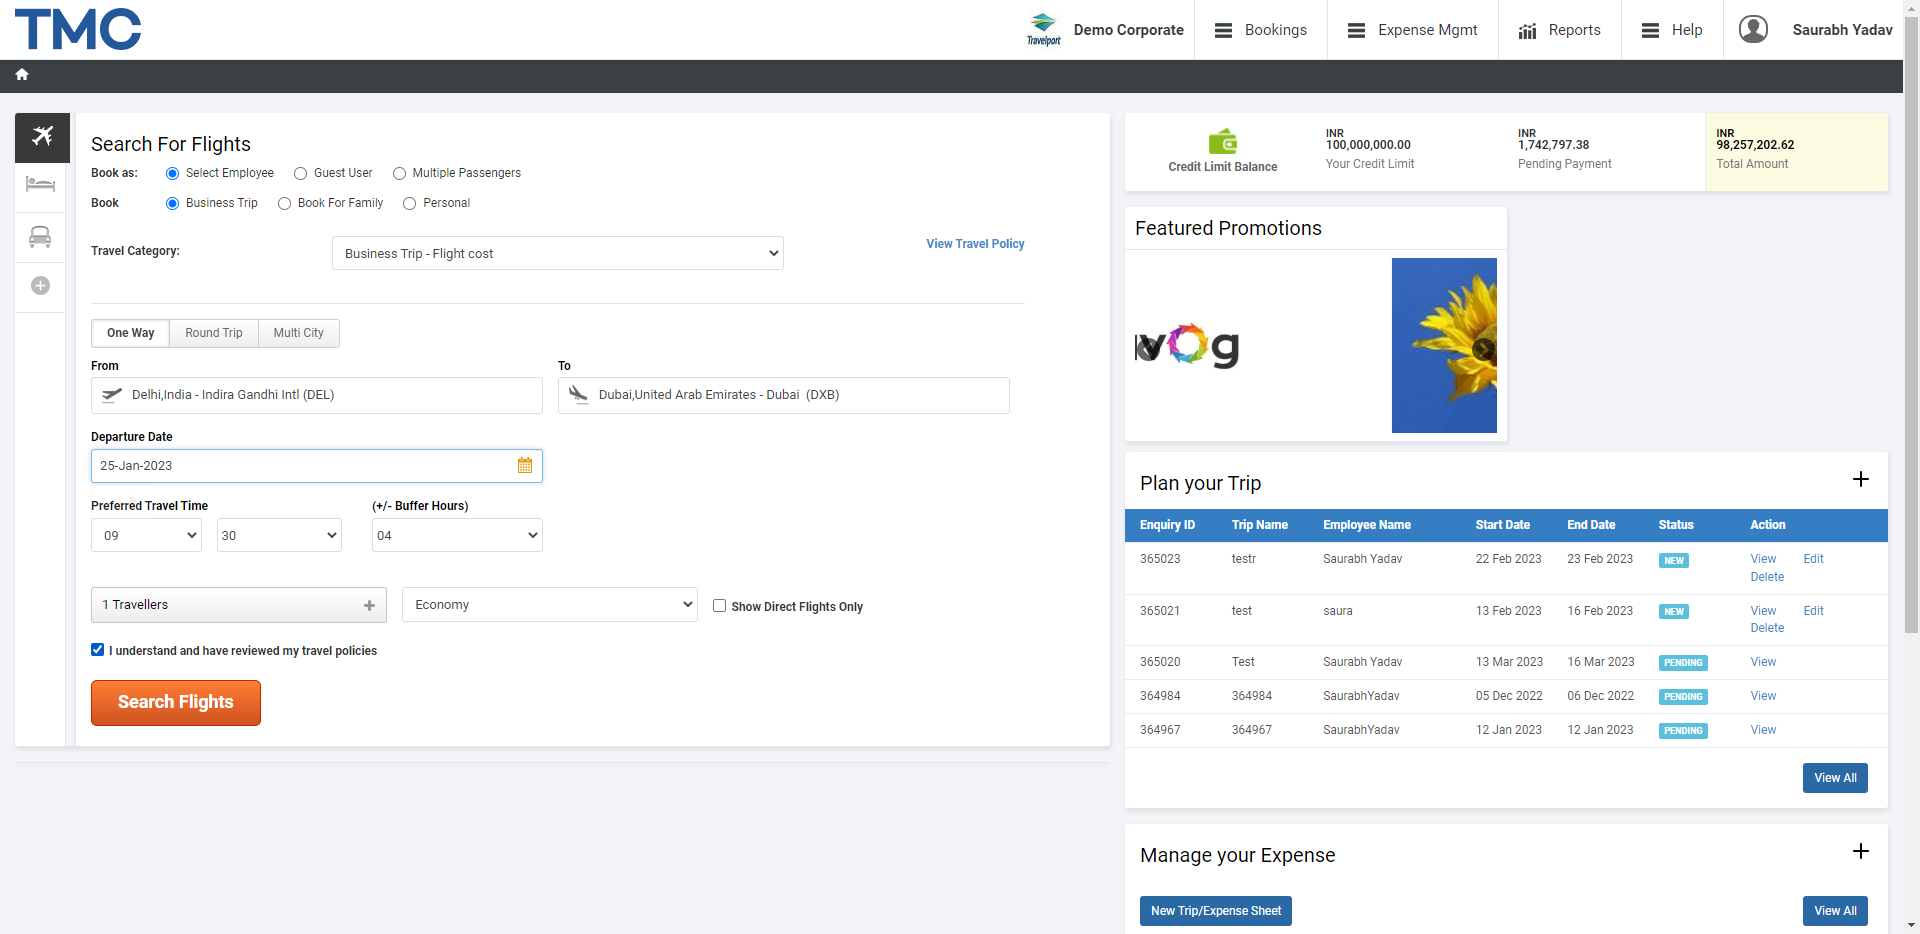 TMC
Travelport
Demo Corporate
Bookings
Expense Mgmt
Reports
Help
Saurabh Yadav
Search For Flights
Book as: Select Employee Guest User Multiple Passengers
Book Business Trip Book For Family Personal
Travel Category: Business Trip - Flight cost View Travel Policy
One Way Round Trip Multi City
From To
Delhi,India - Indira Gandhi Intl (DEL) Dubai,United Arab Emirates - Dubai (DXB)
Departure Date
25-Jan-2023
Preferred Travel Time (+/- Buffer Hours)
09 30 04
1 Travellers Economy Show Direct Flights Only
I understand and have reviewed my travel policies
Search Flights
Credit Limit Balance
INR
100,000,000.00
Your Credit Limit
INR
1,742,797.38
Pending Payment
INR
98,257,202.62
Total Amount
Featured Promotions
ivog
Plan your Trip
Enquiry ID Trip Name Employee Name Start Date End Date Status Action
365023 testr Saurabh Yadav 22 Feb 2023 23 Feb 2023 NEW View Edit
Delete
365021 test saura 13 Feb 2023 16 Feb 2023 NEW View Edit
Delete
365020 Test Saurabh Yadav 13 Mar 2023 16 Mar 2023 PENDING View
364984 364984 SaurabhYadav 05 Dec 2022 06 Dec 2022 PENDING View
364967 364967 SaurabhYadav 12 Jan 2023 12 Jan 2023 PENDING View
View All
Manage your Expense
New Trip/Expense Sheet View All